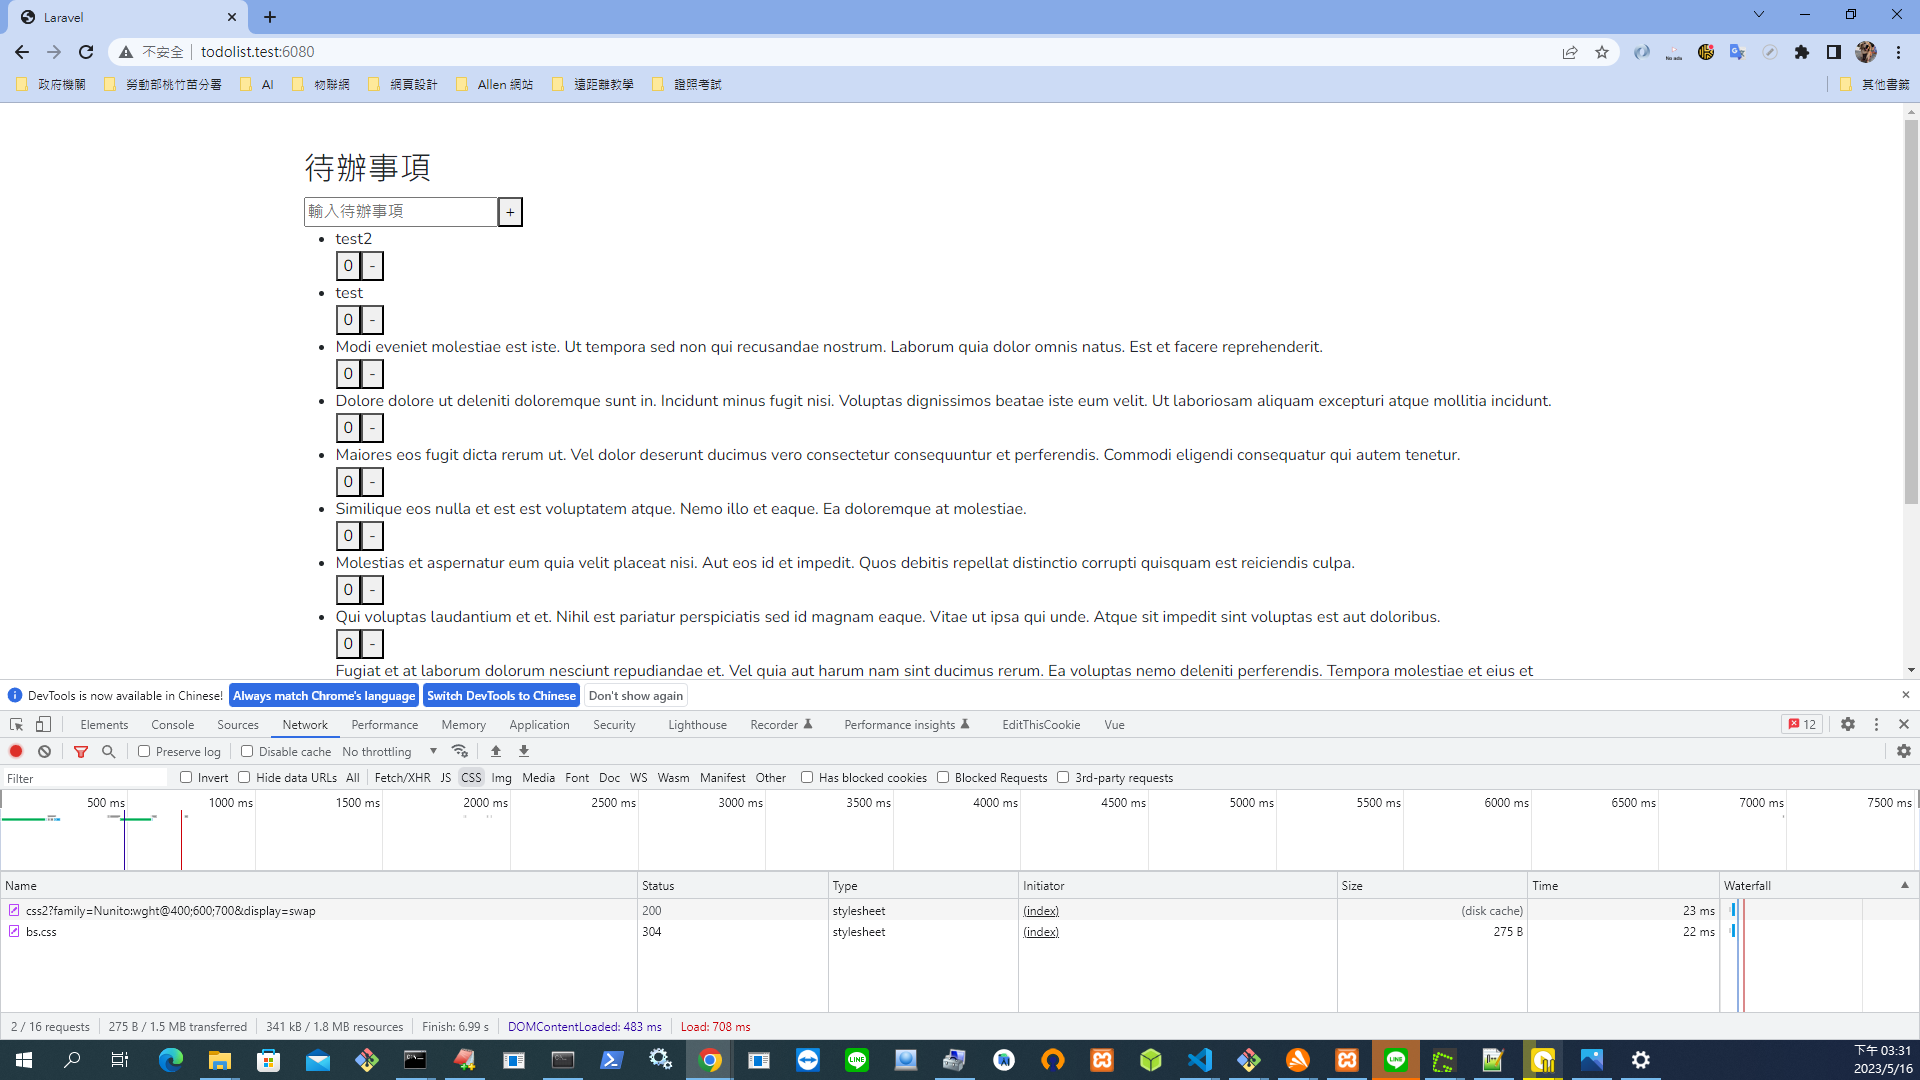 Laravel
不安全 todolist.test:6080
政府機關 勞動部桃竹苗分署 AI 物聯網 網頁設計 Allen 網站 遠距離教學 證照考試 其他書籤
待辦事項
輸入待辦事項 +
test2
0 -
test
0 -
Modi eveniet molestiae est iste. Ut tempora sed non qui recusandae nostrum. Laborum quia dolor omnis natus. Est et facere reprehenderit.
0 -
Dolore dolore ut deleniti doloremque sunt in. Incidunt minus fugit nisi. Voluptas dignissimos beatae iste eum velit. Ut laboriosam aliquam excepturi atque mollitia incidunt.
0 -
Maiores eos fugit dicta rerum ut. Vel dolor deserunt ducimus vero consectetur consequuntur et perferendis. Commodi eligendi consequatur qui autem tenetur.
0 -
Similique eos nulla et est est voluptatem atque. Nemo illo et eaque. Ea doloremque at molestiae.
0 -
Molestias et aspernatur eum quia velit placeat nisi. Aut eos id et impedit. Quos debitis repellat distinctio corrupti quisquam est reiciendis culpa.
0 -
Qui voluptas laudantium et et. Nihil est pariatur perspiciatis sed id magnam eaque. Vitae ut ipsa qui unde. Atque sit impedit sint voluptas est aut doloribus.
0 -
Fugiat et at laborum dolorum nesciunt repudiandae et. Vel quia aut harum nam sint ducimus rerum. Ea voluptas nemo deleniti perferendis. Tempora molestiae et eius et
DevTools is now available in Chinese! Always match Chrome's language Switch DevTools to Chinese Don't show again
Elements Console Sources Network Performance Memory Application Security Lighthouse Recorder Performance insights EditThisCookie Vue 12
Preserve log Disable cache No throttling
Filter Invert Hide data URLs All Fetch/XHR JS CSS Img Media Font Doc WS Wasm Manifest Other Has blocked cookies Blocked Requests 3rd-party requests
500 ms 1000 ms 1500 ms 2000 ms 2500 ms 3000 ms 3500 ms 4000 ms 4500 ms 5000 ms 5500 ms 6000 ms 6500 ms 7000 ms 7500 ms
Name Status Type Initiator Size Time Waterfall
css2?family=Nunito:wght@400;600;700&display=swap 200 stylesheet (index) (disk cache) 23 ms
bs.css 304 stylesheet (index) 275 B 22 ms
2 / 16 requests 275 B / 1.5 MB transferred 341 kB / 1.8 MB resources Finish: 6.99 s DOMContentLoaded: 483 ms Load: 708 ms
下午 03:31
2023/5/16